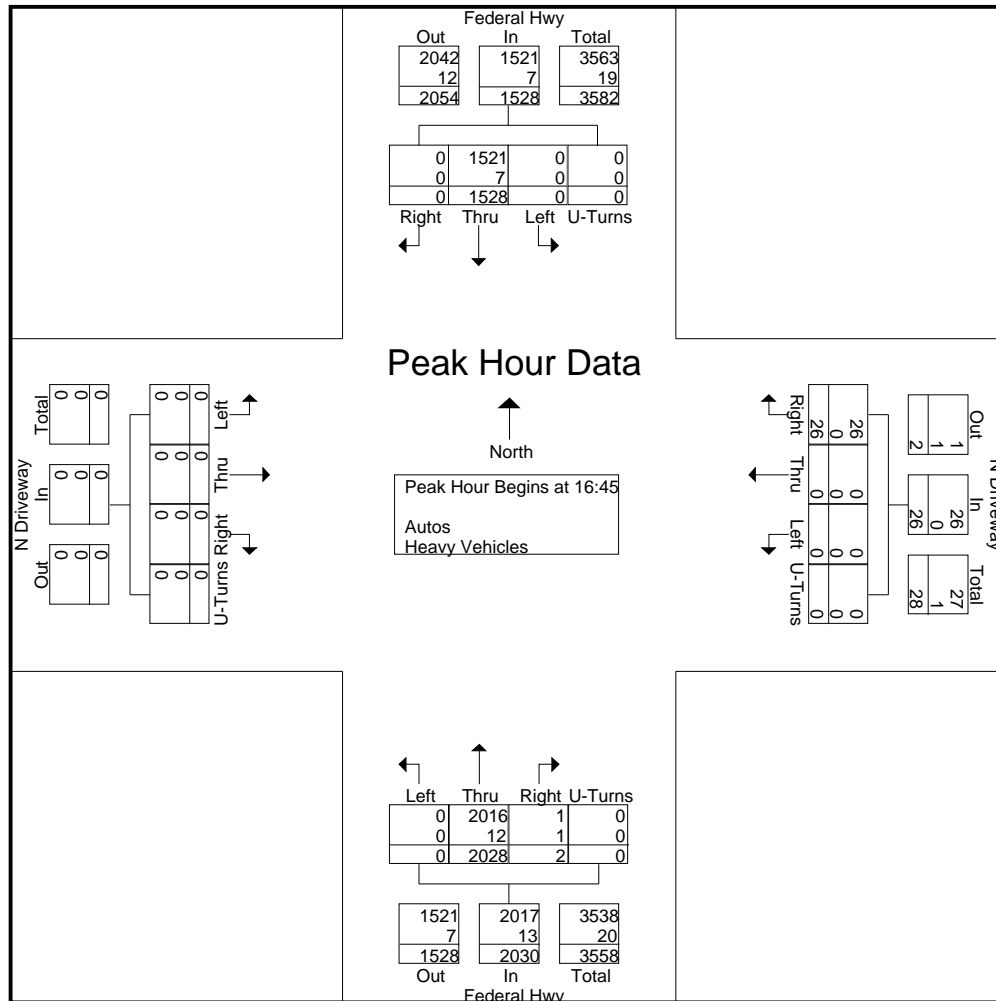 Federal Hwy
Out In Total
2042 1521 3563
12 7 19
2054 1528 3582
0 1521 0 0
0 7 0 0
0 1528 0 0
Right Thru Left U-Turns
Peak Hour Data
North
Peak Hour Begins at 16:45
Autos
Heavy Vehicles
N Driveway
Total In Out
0 0 0
0 0 0
0 0 0
0 0 0 0
0 0 0 0
0 0 0 0
Left Thru Right U-Turns
Right Thru Left U-Turns
26 0 0 0
0 0 0 0
26 0 0 0
1 26 27
1 0 1
2 26 28
Out In Total
N Driveway
Left Thru Right U-Turns
0 2016 1 0
0 12 1 0
0 2028 2 0
1521 2017 3538
7 13 20
1528 2030 3558
Out In Total
Federal Hwy